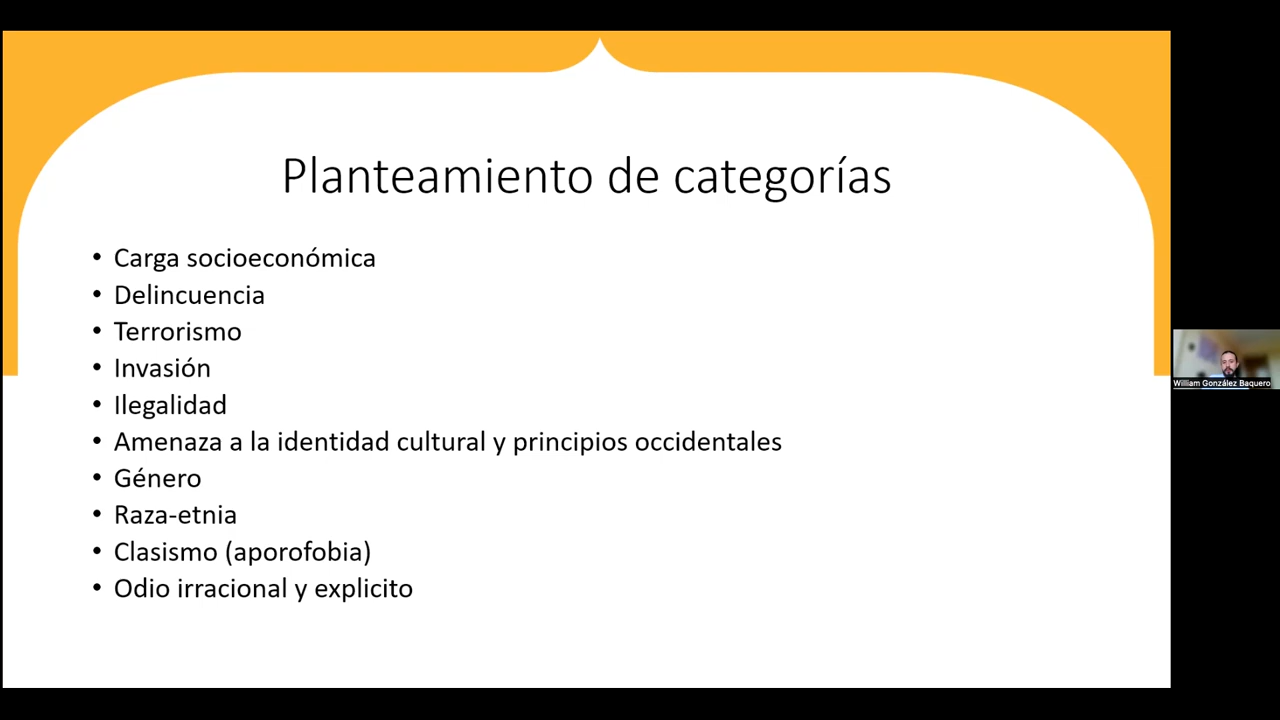 Planteamiento de categorías
• Carga socioeconómica
• Delincuencia
• Terrorismo
• Invasión
• Ilegalidad
• Amenaza a la identidad cultural y principios occidentales
• Género
• Raza-etnia
• Clasismo (aporofobia)
• Odio irracional y explicito
William González Baquero